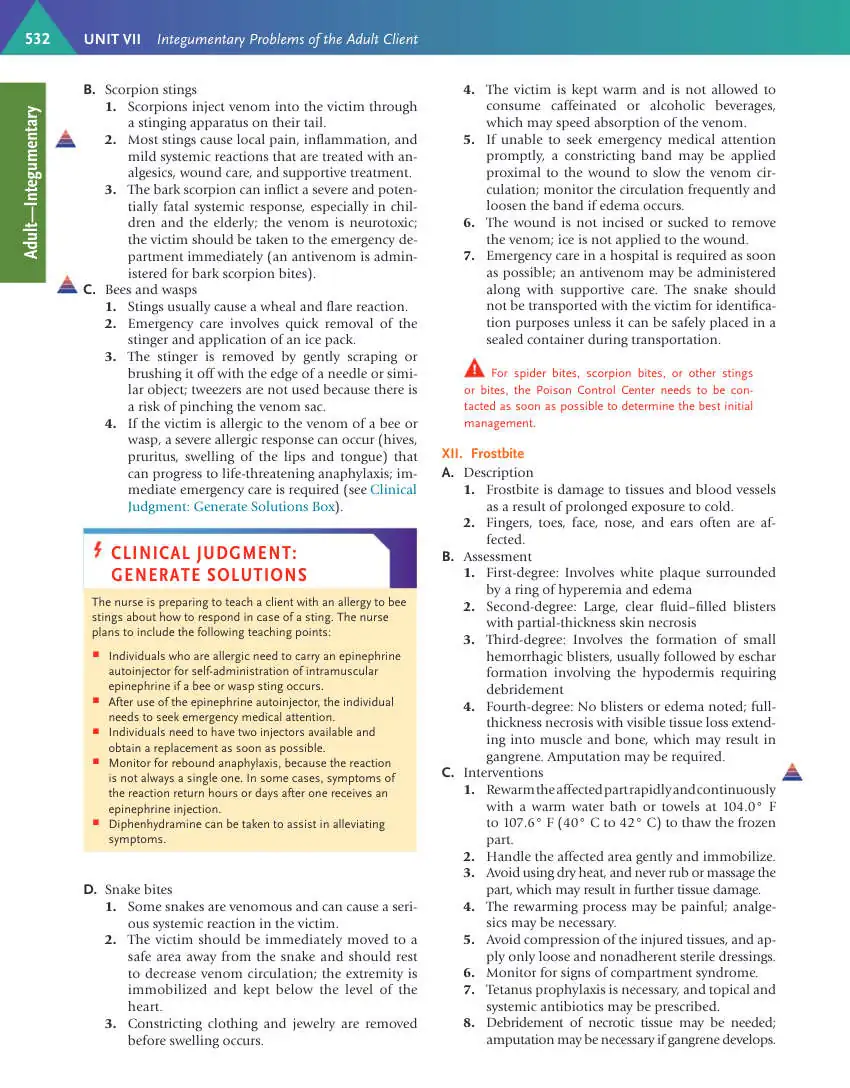 532 UNIT VII Integumentary Problems of the Adult Client
Adult—Integumentary
B. Scorpion stings
1. Scorpions inject venom into the victim through
a stinging apparatus on their tail.
2. Most stings cause local pain, inflammation, and
mild systemic reactions that are treated with an-
algesics, wound care, and supportive treatment.
3. The bark scorpion can inflict a severe and poten-
tially fatal systemic response, especially in chil-
dren and the elderly; the venom is neurotoxic;
the victim should be taken to the emergency de-
partment immediately (an antivenom is admin-
istered for bark scorpion bites).
C. Bees and wasps
1. Stings usually cause a wheal and flare reaction.
2. Emergency care involves quick removal of the
stinger and application of an ice pack.
3. The stinger is removed by gently scraping or
brushing it off with the edge of a needle or simi-
lar object; tweezers are not used because there is
a risk of pinching the venom sac.
4. If the victim is allergic to the venom of a bee or
wasp, a severe allergic response can occur (hives,
pruritus, swelling of the lips and tongue) that
can progress to life-threatening anaphylaxis; im-
mediate emergency care is required (see Clinical
Judgment: Generate Solutions Box).
CLINICAL JUDGMENT:
GENERATE SOLUTIONS
The nurse is preparing to teach a client with an allergy to bee
stings about how to respond in case of a sting. The nurse
plans to include the following teaching points:
■ Individuals who are allergic need to carry an epinephrine
autoinjector for self-administration of intramuscular
epinephrine if a bee or wasp sting occurs.
■ After use of the epinephrine autoinjector, the individual
needs to seek emergency medical attention.
■ Individuals need to have two injectors available and
obtain a replacement as soon as possible.
■ Monitor for rebound anaphylaxis, because the reaction
is not always a single one. In some cases, symptoms of
the reaction return hours or days after one receives an
epinephrine injection.
■ Diphenhydramine can be taken to assist in alleviating
symptoms.
D. Snake bites
1. Some snakes are venomous and can cause a seri-
ous systemic reaction in the victim.
2. The victim should be immediately moved to a
safe area away from the snake and should rest
to decrease venom circulation; the extremity is
immobilized and kept below the level of the
heart.
3. Constricting clothing and jewelry are removed
before swelling occurs.
4. The victim is kept warm and is not allowed to
consume caffeinated or alcoholic beverages,
which may speed absorption of the venom.
5. If unable to seek emergency medical attention
promptly, a constricting band may be applied
proximal to the wound to slow the venom cir-
culation; monitor the circulation frequently and
loosen the band if edema occurs.
6. The wound is not incised or sucked to remove
the venom; ice is not applied to the wound.
7. Emergency care in a hospital is required as soon
as possible; an antivenom may be administered
along with supportive care. The snake should
not be transported with the victim for identifica-
tion purposes unless it can be safely placed in a
sealed container during transportation.
For spider bites, scorpion bites, or other stings
or bites, the Poison Control Center needs to be con-
tacted as soon as possible to determine the best initial
management.
XII. Frostbite
A. Description
1. Frostbite is damage to tissues and blood vessels
as a result of prolonged exposure to cold.
2. Fingers, toes, face, nose, and ears often are af-
fected.
B. Assessment
1. First-degree: Involves white plaque surrounded
by a ring of hyperemia and edema
2. Second-degree: Large, clear fluid–filled blisters
with partial-thickness skin necrosis
3. Third-degree: Involves the formation of small
hemorrhagic blisters, usually followed by eschar
formation involving the hypodermis requiring
debridement
4. Fourth-degree: No blisters or edema noted; full-
thickness necrosis with visible tissue loss extend-
ing into muscle and bone, which may result in
gangrene. Amputation may be required.
C. Interventions
1. Rewarm the affected part rapidly and continuously
with a warm water bath or towels at 104.0° F
to 107.6° F (40° C to 42° C) to thaw the frozen
part.
2. Handle the affected area gently and immobilize.
3. Avoid using dry heat, and never rub or massage the
part, which may result in further tissue damage.
4. The rewarming process may be painful; analge-
sics may be necessary.
5. Avoid compression of the injured tissues, and ap-
ply only loose and nonadherent sterile dressings.
6. Monitor for signs of compartment syndrome.
7. Tetanus prophylaxis is necessary, and topical and
systemic antibiotics may be prescribed.
8. Debridement of necrotic tissue may be needed;
amputation may be necessary if gangrene develops.